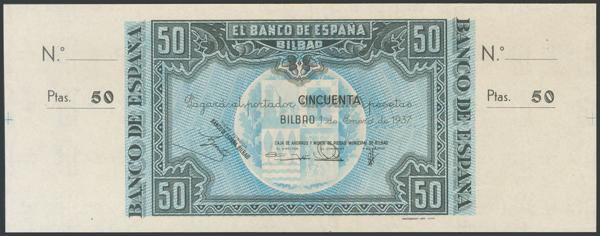 50 EL BANCO DE ESPAÑA 50
BILBAO
N.º N.º
Ptas. 50 Ptas. 50
BANCO DE ESPAÑA BANCO DE ESPAÑA
Pagará al portador CINCUENTA pesetas
BILBAO 1 de Enero de 1937
CAJA DE AHORROS Y MONTE DE PIEDAD MUNICIPAL DE BILBAO
50 50